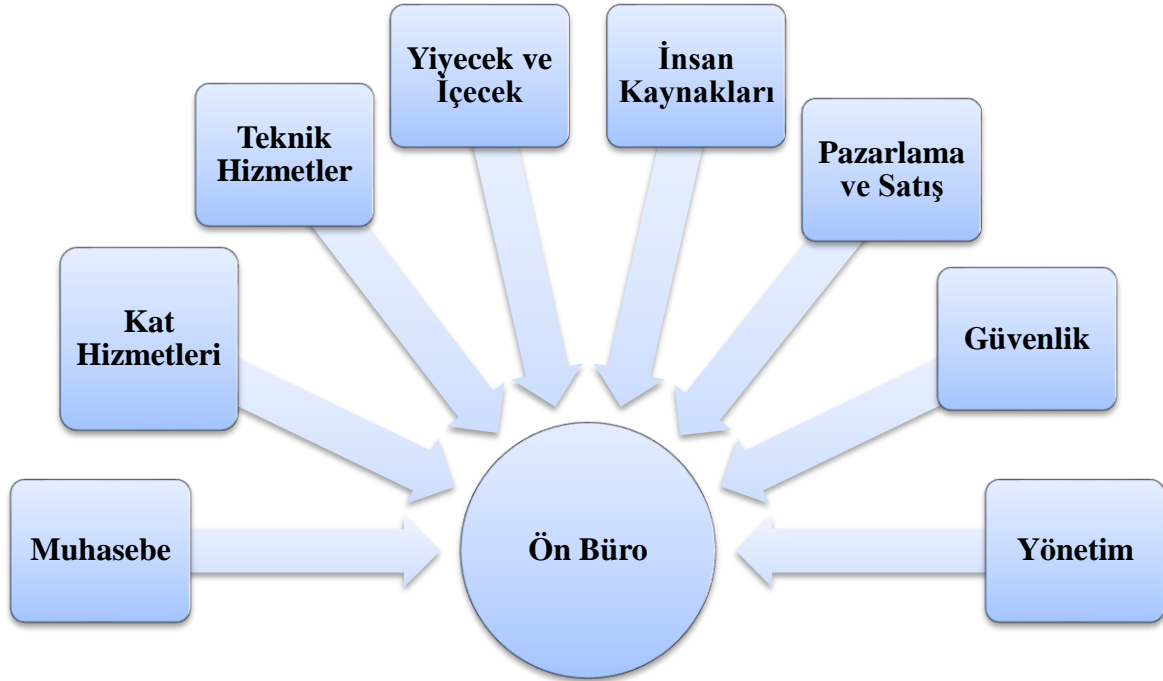 Yiyecek ve
İçecek
İnsan
Kaynakları
Teknik
Hizmetler
Pazarlama
ve Satış
Kat
Hizmetleri
Güvenlik
Muhasebe
Ön Büro
Yönetim